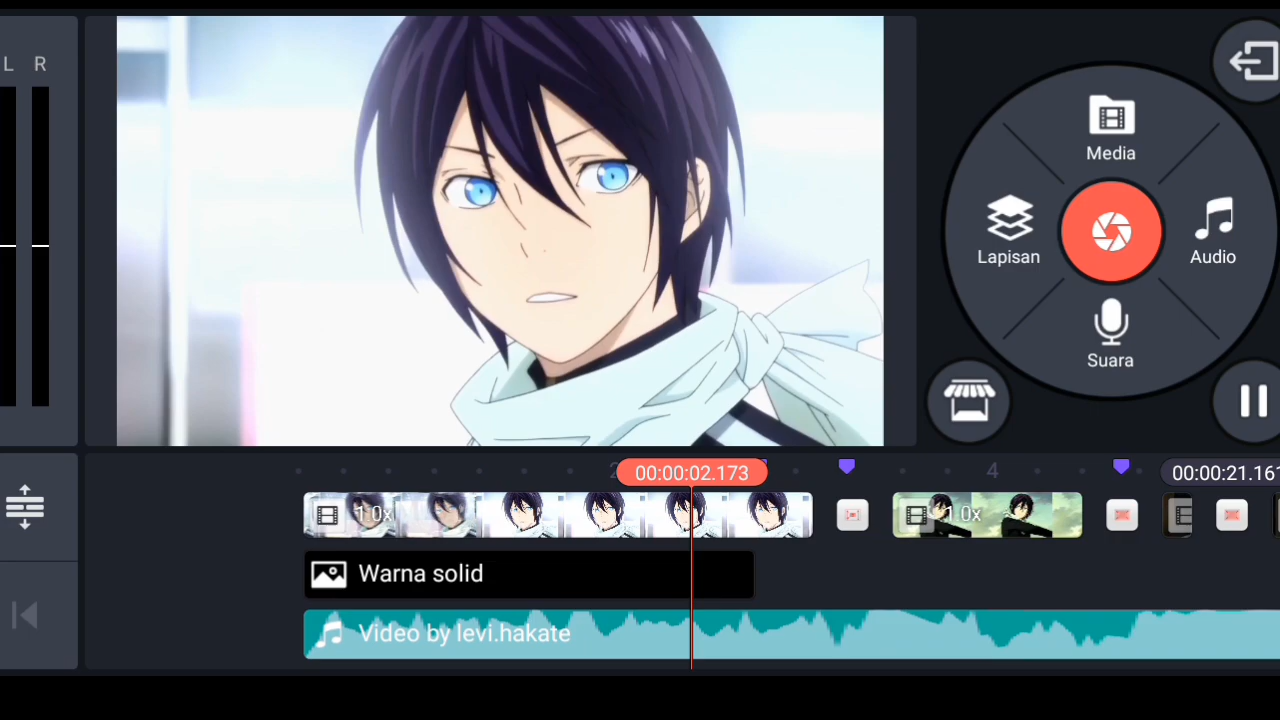 L R
Media
Lapisan
Audio
Suara
00:00:02.173
4
00:00:21.161
1.0x
1.0x
Warna solid
Video by levi.hakate